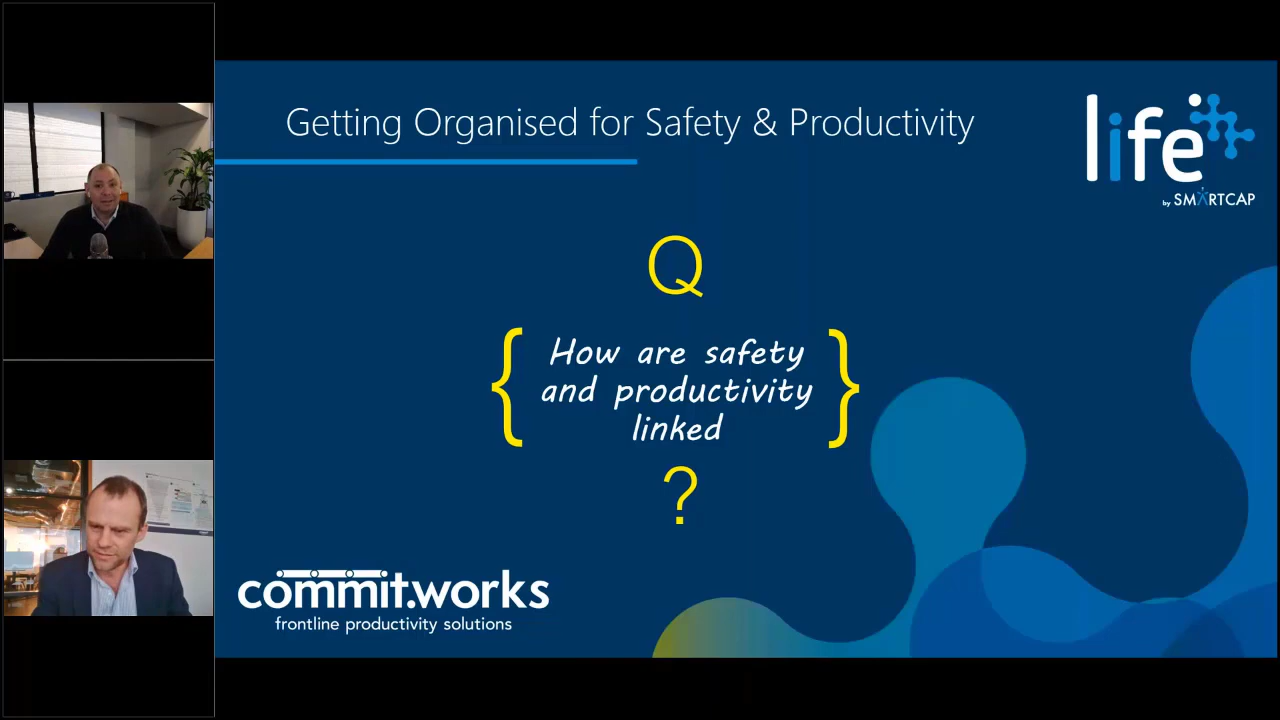 Getting Organised for Safety & Productivity
life
by SMARTCAP
Q
{ How are safety
and productivity
linked }
?
commit.works
frontline productivity solutions